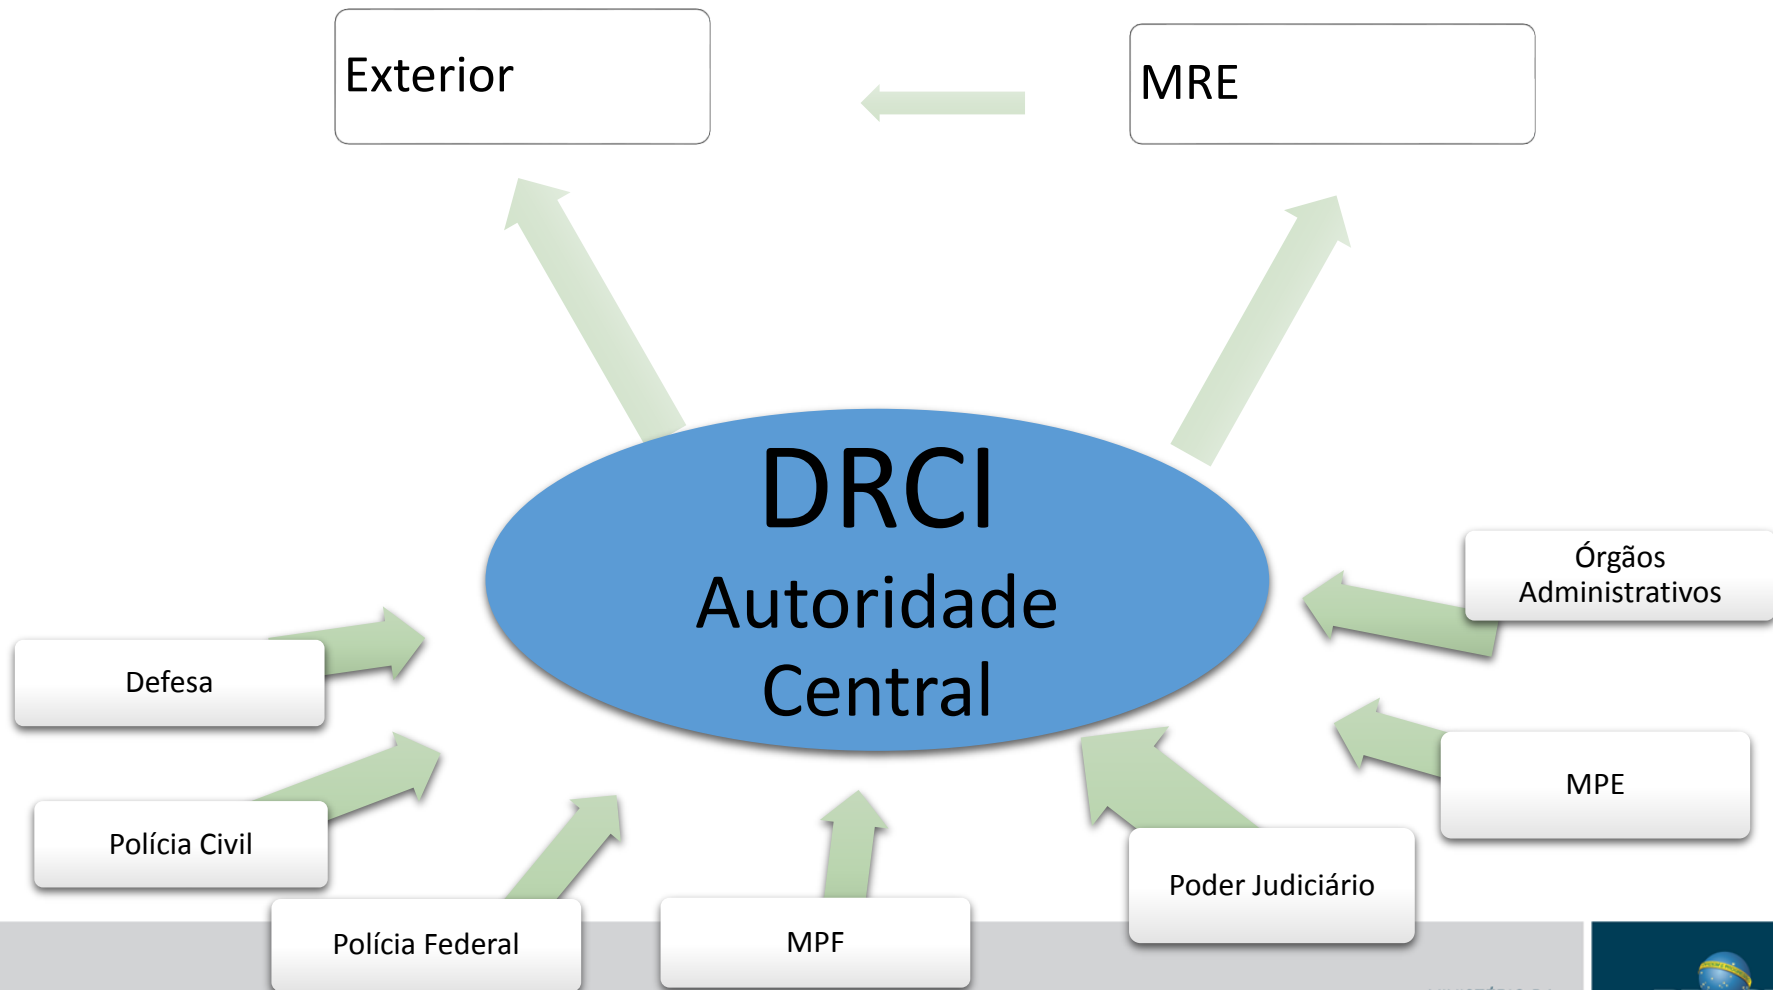 Exterior
MRE
DRCI
Autoridade
Central
Órgãos
Administrativos
Defesa
MPE
Polícia Civil
Poder Judiciário
Polícia Federal
MPF